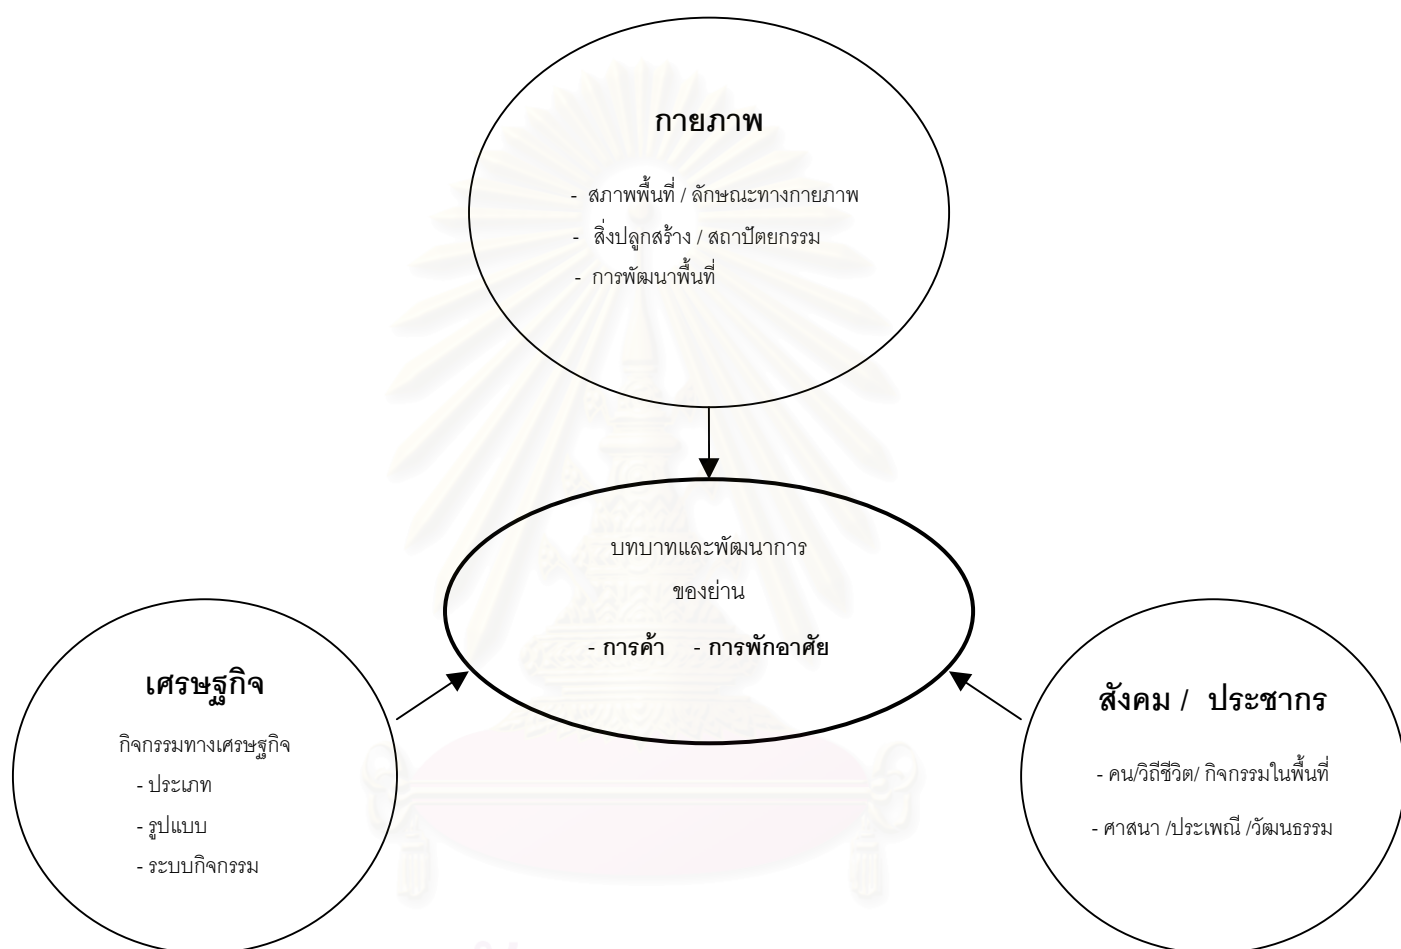 กายภาพ
- สภาพพื้นที่ / ลักษณะทางกายภาพ
- สิ่งปลูกสร้าง / สถาปัตยกรรม
- การพัฒนาพื้นที่
บทบาทและพัฒนาการ
ของย่าน
- การค้า - การพักอาศัย
เศรษฐกิจ
กิจกรรมทางเศรษฐกิจ
- ประเภท
- รูปแบบ
- ระบบกิจกรรม
สังคม / ประชากร
- คน/วิถีชีวิต/ กิจกรรมในพื้นที่
- ศาสนา /ประเพณี /วัฒนธรรม